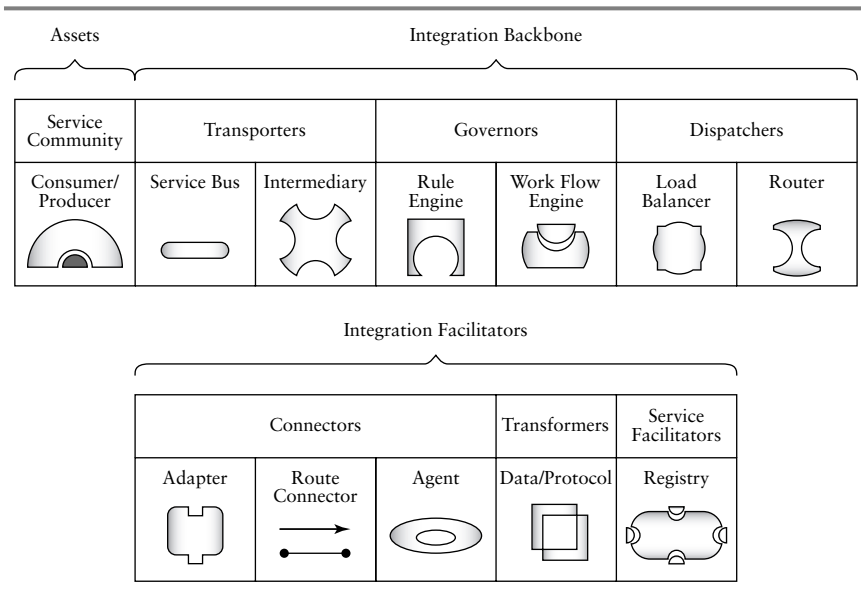 Assets
Integration Backbone
Service
Community
Transporters
Governors
Dispatchers
Consumer/
Producer
Service Bus
Intermediary
Rule
Engine
Work Flow
Engine
Load
Balancer
Router
Integration Facilitators
Connectors
Transformers
Service
Facilitators
Adapter
Route
Connector
Agent
Data/Protocol
Registry